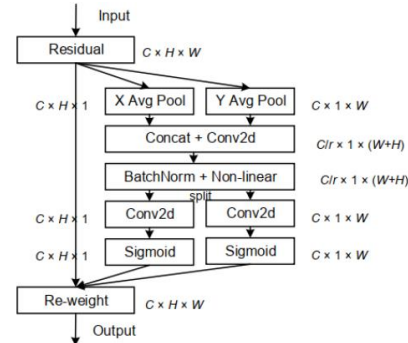 Input
Residual
C × H × W
C × H × 1
X Avg Pool
Y Avg Pool
C × 1 × W
Concat + Conv2d
C/r × 1 × (W+H)
BatchNorm + Non-linear
C/r × 1 × (W+H)
split
C × H × 1
Conv2d
Conv2d
C × 1 × W
C × H × 1
Sigmoid
Sigmoid
C × 1 × W
Re-weight
C × H × W
Output